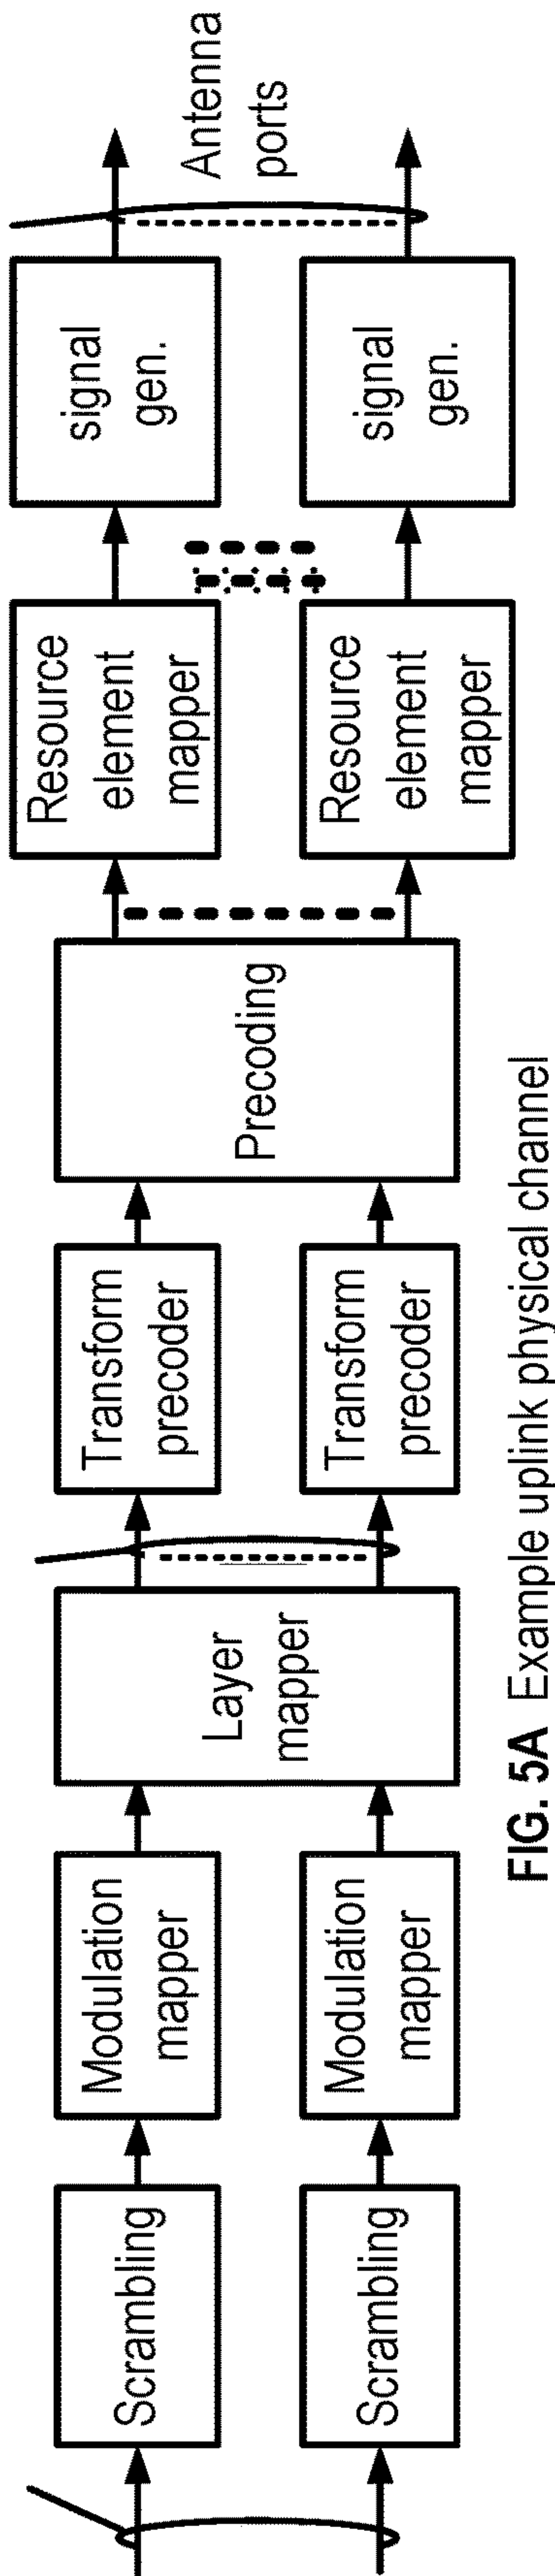 Scrambling
Scrambling
Modulation
mapper
Modulation
mapper
Layer
mapper
Transform
precoder
Transform
precoder
Precoding
Resource
element
mapper
Resource
element
mapper
signal
gen.
signal
gen.
Antenna
ports
FIG. 5A Example uplink physical channel